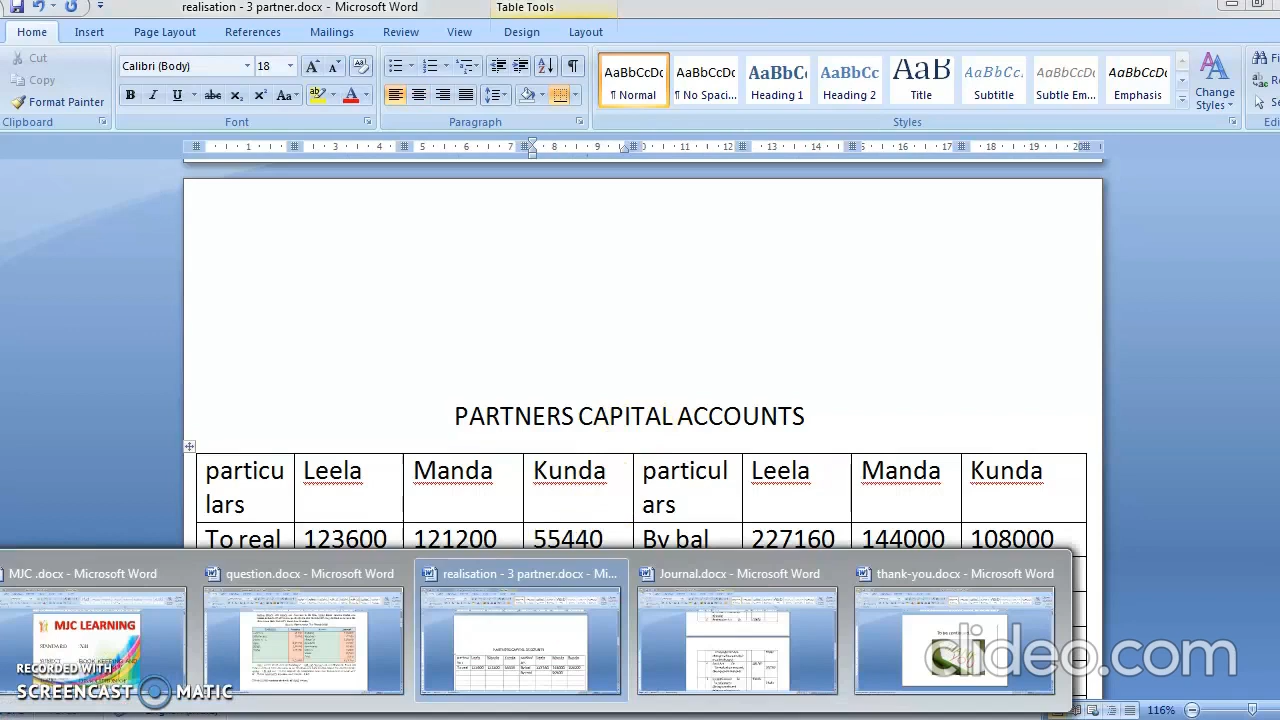 realisation - 3 partner.docx - Microsoft Word
Table Tools
Home Insert Page Layout References Mailings Review View Design Layout
Cut
Copy
Format Painter
Calibri (Body) 18
AaBbCcDc AaBbCcDc AaBbC AaBbCc AaB AaBbCc. AaBbCcDc AaBbCcDc
¶ Normal ¶ No Spaci... Heading 1 Heading 2 Title Subtitle Subtle Em... Emphasis
Change
Styles
Clipboard Font Paragraph Styles
PARTNERS CAPITAL ACCOUNTS
particu Leela Manda Kunda particul Leela Manda Kunda
lars ars
To real 123600 121200 55440 By bal 227160 144000 108000
MJC .docx - Microsoft Word
question.docx - Microsoft Word
realisation - 3 partner.docx - Mi...
Journal.docx - Microsoft Word
thank-you.docx - Microsoft Word
MJC LEARNING
PARTNERS CAPITAL ACCOUNTS
RECORDED WITH
SCREENCAST MATIC
clideo.com
116%